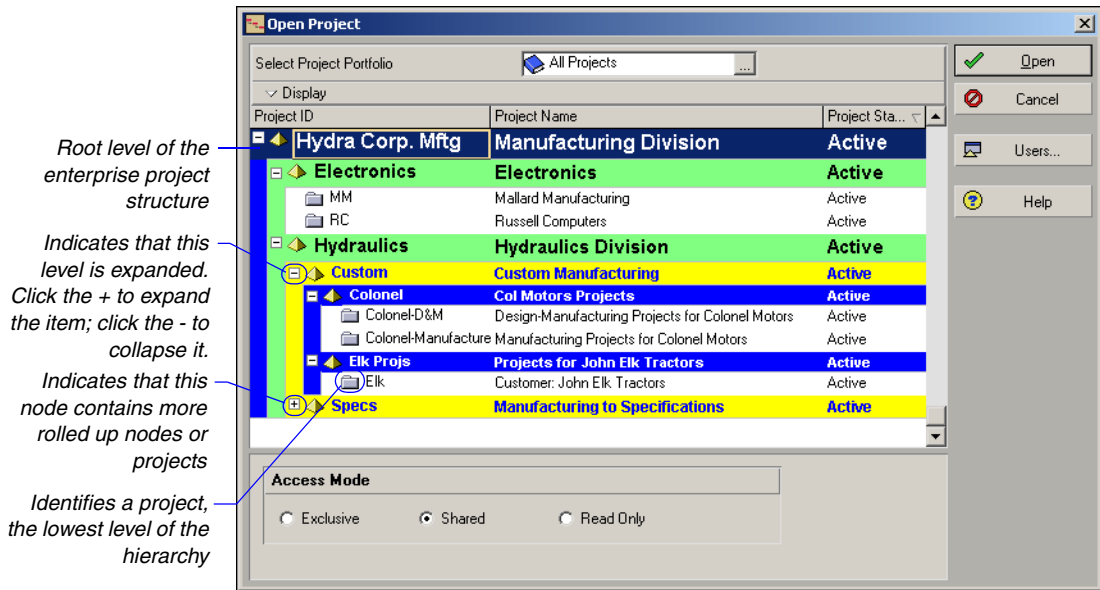 Open Project
Select Project Portfolio
All Projects
...
Display
Project ID Project Name Project Sta...
Hydra Corp. Mftg Manufacturing Division Active
Electronics Electronics Active
MM Mallard Manufacturing Active
RC Russell Computers Active
Hydraulics Hydraulics Division Active
Custom Custom Manufacturing Active
Colonel Col Motors Projects Active
Colonel-D&M Design-Manufacturing Projects for Colonel Motors Active
Colonel-Manufacture Manufacturing Projects for Colonel Motors Active
Elk Projs Projects for John Elk Tractors Active
Elk Customer: John Elk Tractors Active
Specs Manufacturing to Specifications Active
Access Mode
Exclusive Shared Read Only
Open
Cancel
Users...
Help
Root level of the
enterprise project
structure
Indicates that this
level is expanded.
Click the + to expand
the item; click the - to
collapse it.
Indicates that this
node contains more
rolled up nodes or
projects
Identifies a project,
the lowest level of the
hierarchy